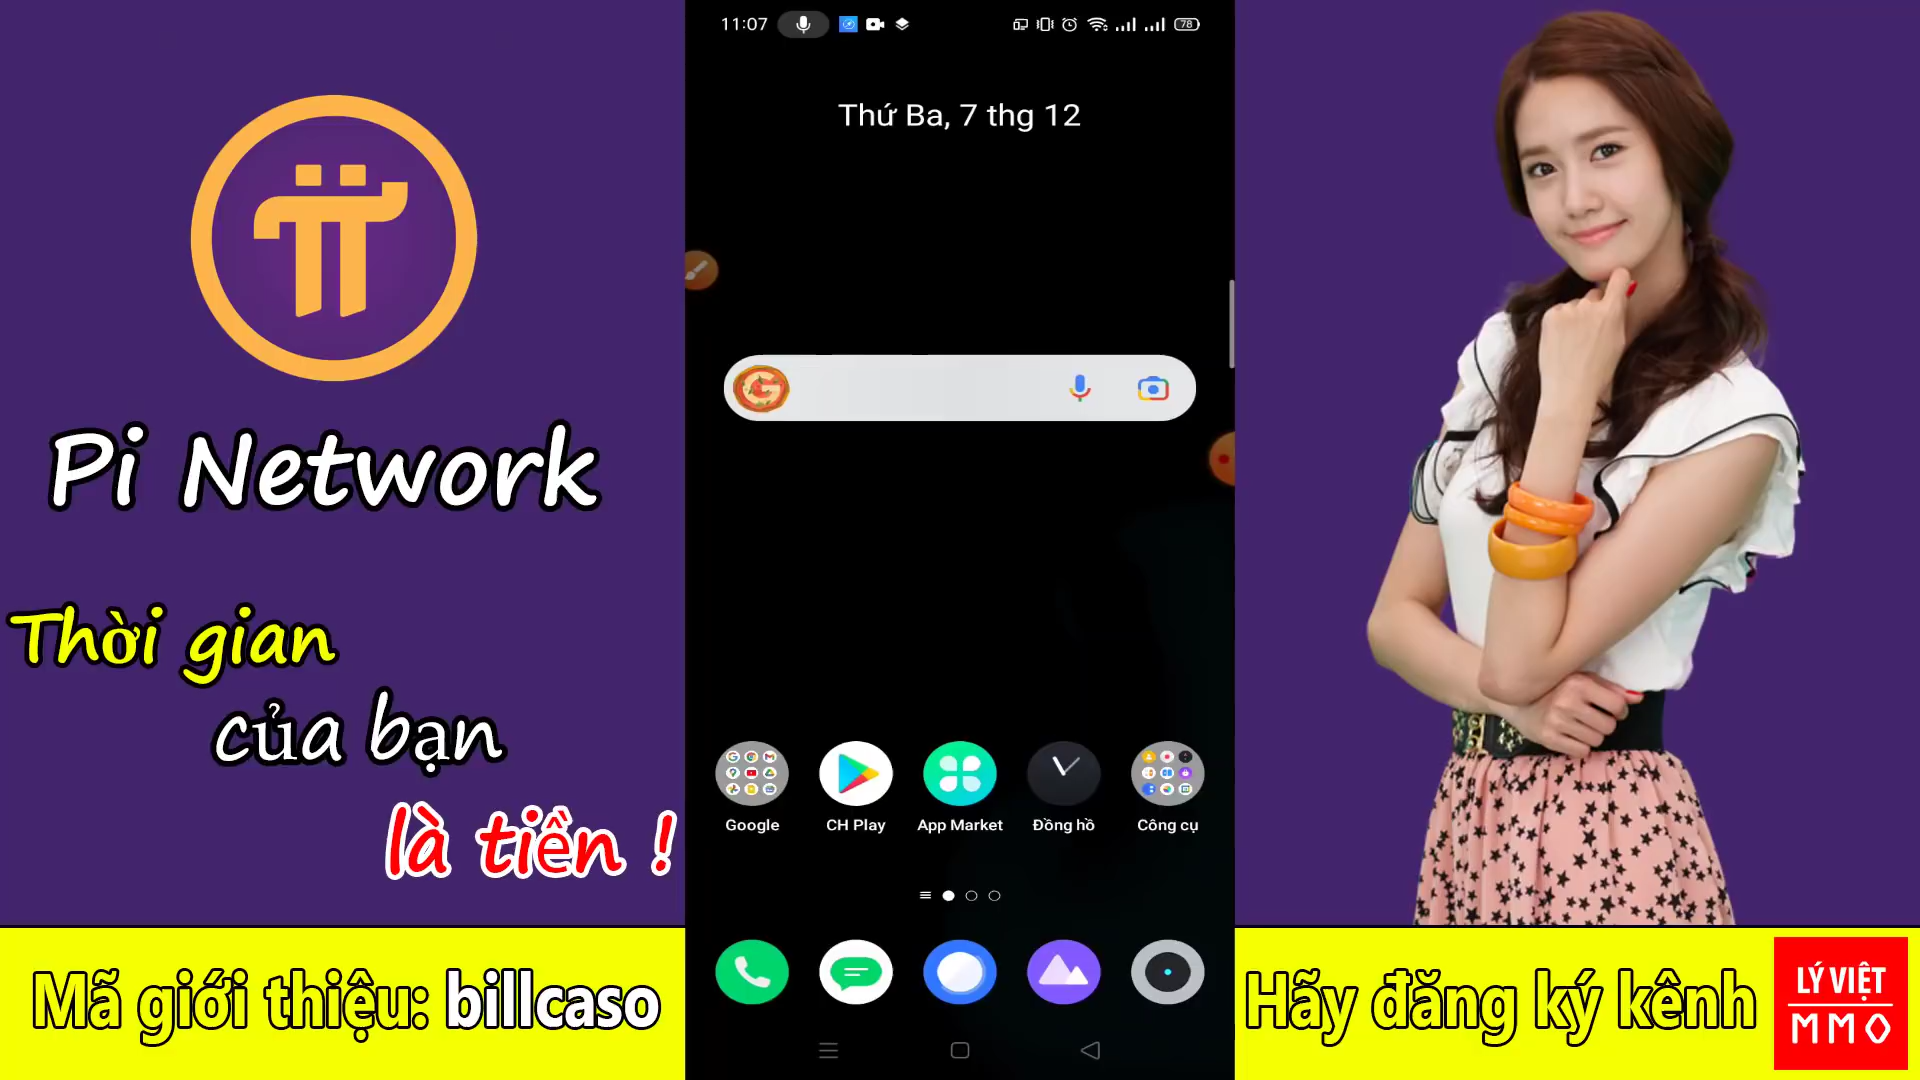 Pi Network
Thời gian
của bạn
là tiền !
Mã giới thiệu: billcaso
11:07
78
Thứ Ba, 7 thg 12
Google
CH Play
App Market
Đồng hồ
Công cụ
Hãy đăng ký kênh
LÝ VIỆT
MMO